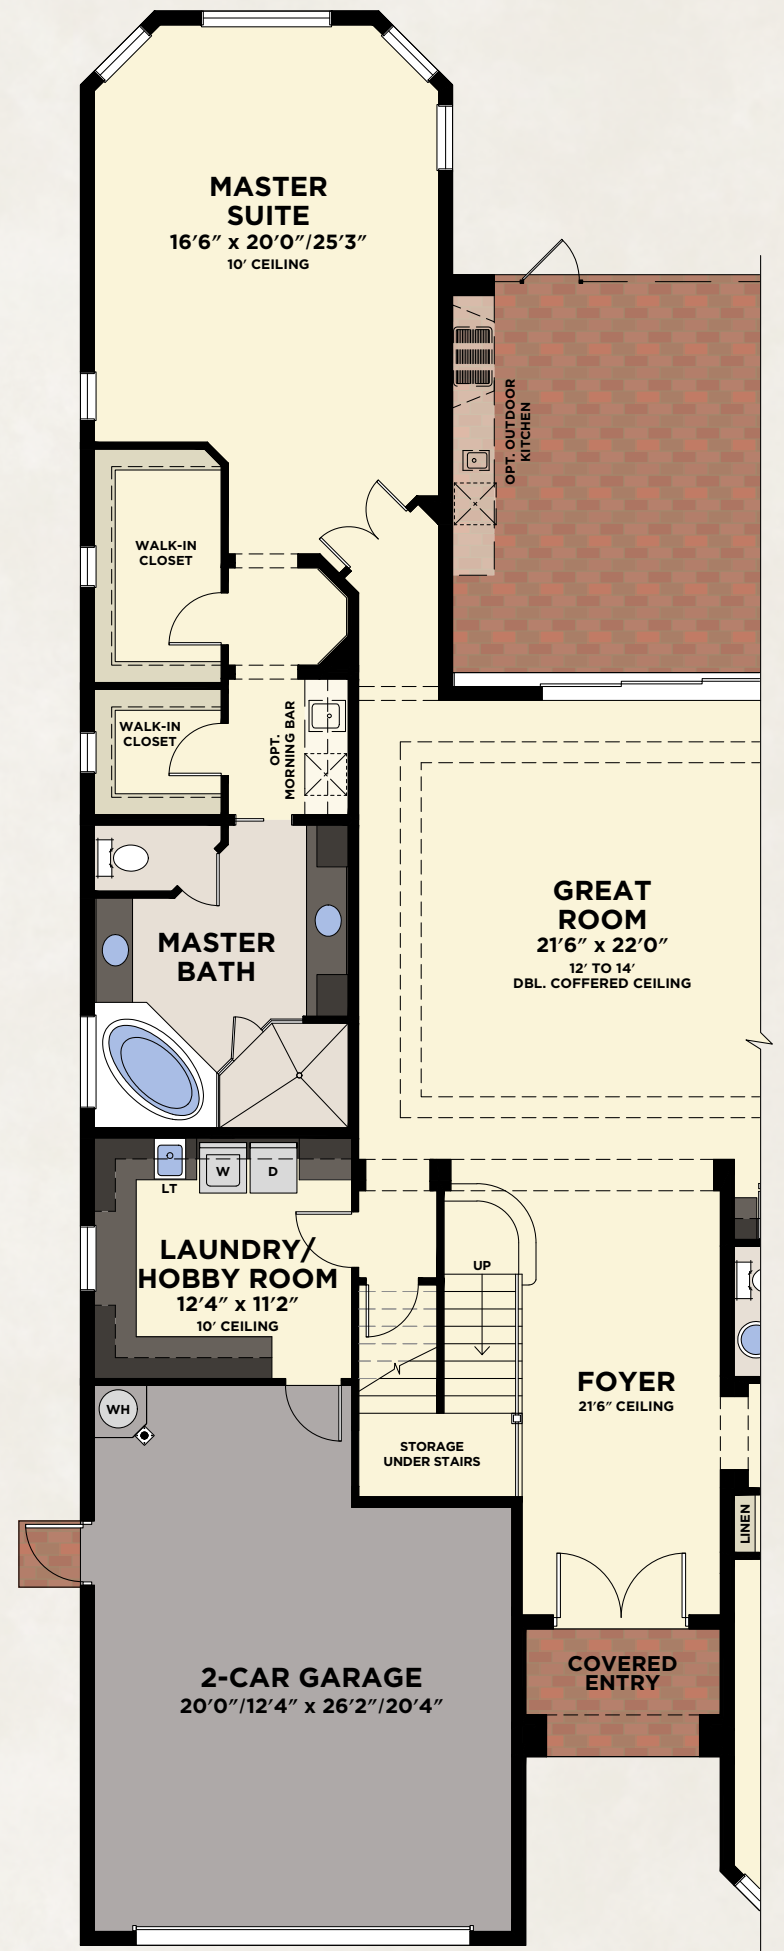 MASTER
SUITE
16′6″ x 20′0″/25′3″
10′ CEILING
OPT. OUTDOOR
KITCHEN
WALK-IN
CLOSET
WALK-IN
CLOSET
OPT.
MORNING BAR
GREAT
ROOM
21′6″ x 22′0″
12′ TO 14′
DBL. COFFERED CEILING
MASTER
BATH
W
D
LT
LAUNDRY/
HOBBY ROOM
12′4″ x 11′2″
10′ CEILING
UP
FOYER
21′6″ CEILING
WH
STORAGE
UNDER STAIRS
LINEN
2-CAR GARAGE
20′0″/12′4″ x 26′2″/20′4″
COVERED
ENTRY